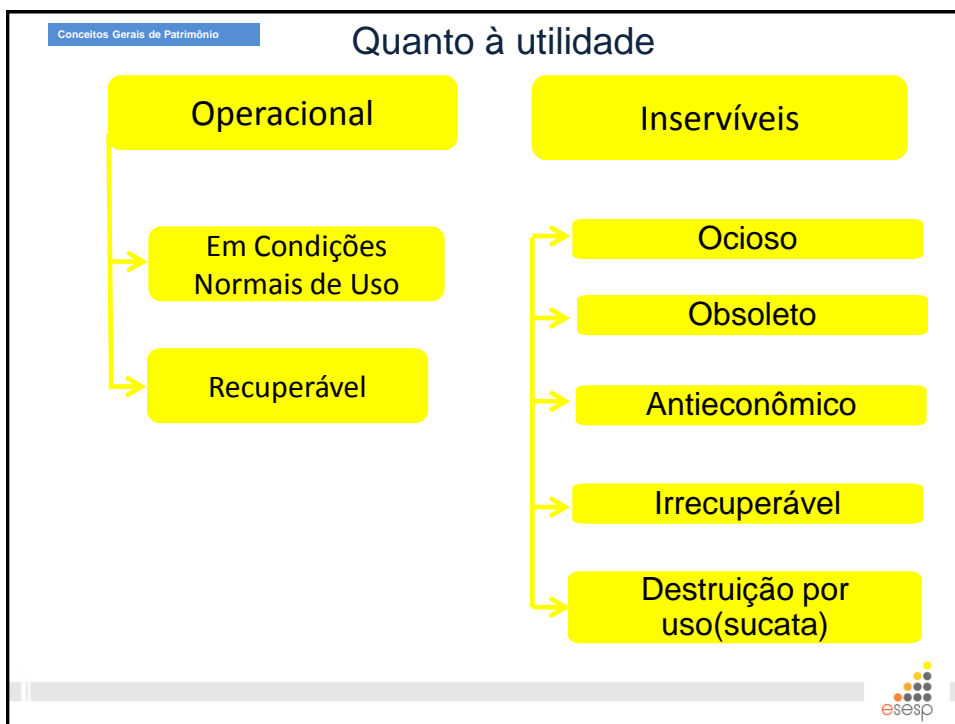 Conceitos Gerais de Patrimônio
Quanto à utilidade
Operacional
Em Condições
Normais de Uso
Recuperável
Inservíveis
Ocioso
Obsoleto
Antieconômico
Irrecuperável
Destruição por
uso(sucata)
esesp